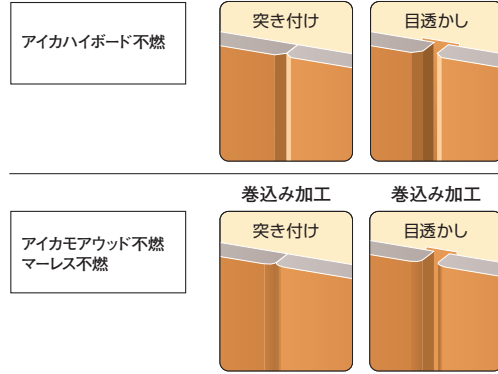 アイカハイボード不燃
突き付け
目透かし
巻込み加工
巻込み加工
アイカモアウッド不燃
マーレス不燃
突き付け
目透かし